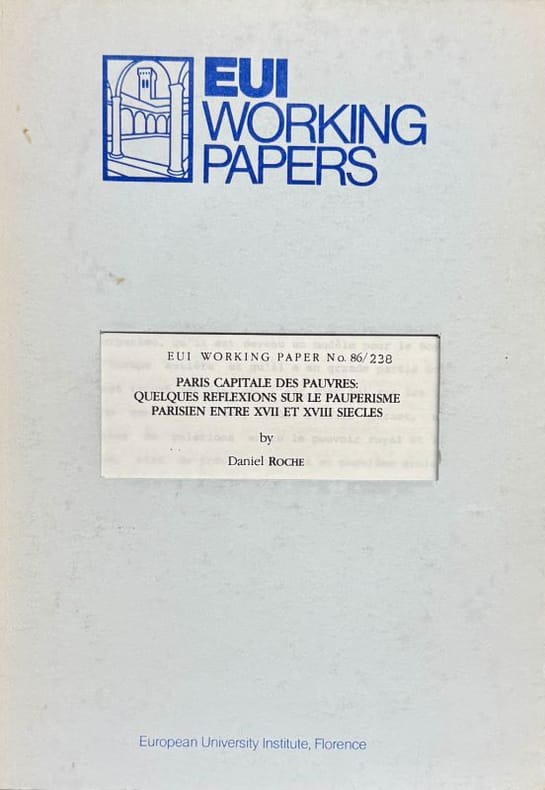 EUI
WORKING
PAPERS
EUI WORKING PAPER No. 86/238
PARIS CAPITALE DES PAUVRES:
QUELQUES REFLEXIONS SUR LE PAUPERISME
PARISIEN ENTRE XVII ET XVIII SIECLES
by
Daniel ROCHE
European University Institute, Florence